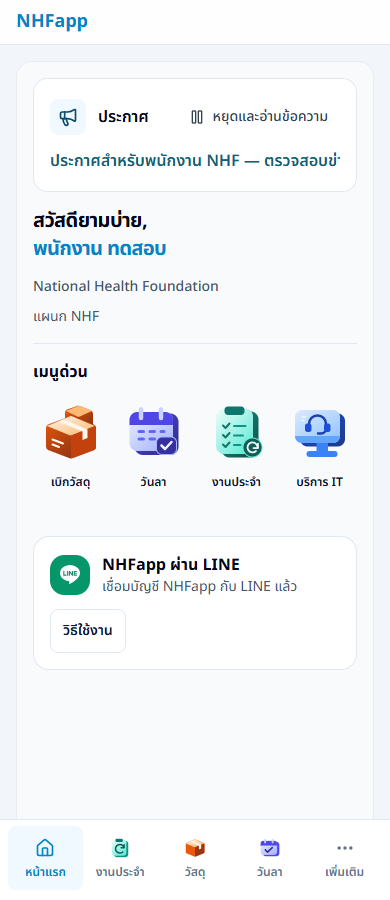 NHFapp
ประกาศ
หยุดและอ่านข้อความ
ประกาศสำหรับพนักงาน NHF — ตรวจสอบ
สวัสดียามบ่าย,
พนักงาน ทดสอบ
National Health Foundation
แผนก NHF
เมนูด่วน
เบิกวัสดุ
วันลา
งานประจำ
บริการ IT
LINE
NHFapp ผ่าน LINE
เชื่อมบัญชี NHFapp กับ LINE แล้ว
วิธีใช้งาน
หน้าแรก
งานประจำ
วัสดุ
วันลา
เพิ่มเติม